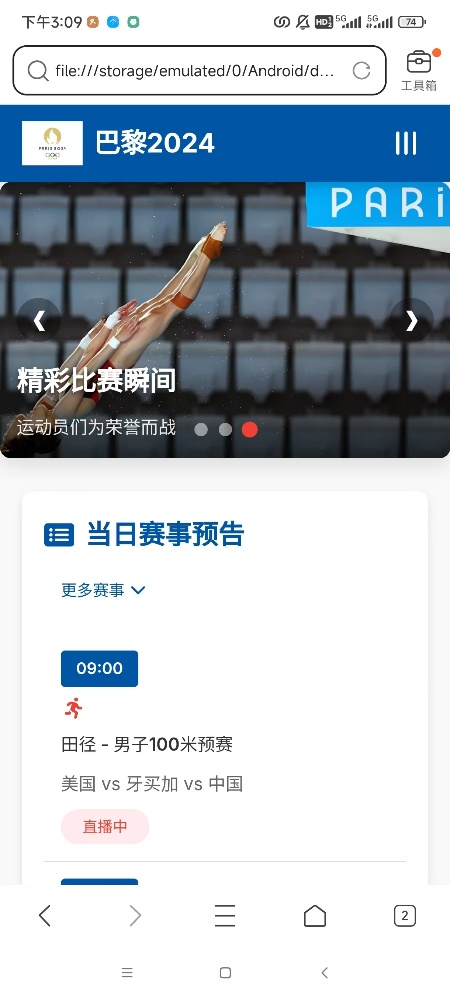 下午3:09
HD
5G
5G
74
file:///storage/emulated/0/Android/d...
工具箱
PARIS 2024
巴黎2024
PARi
精彩比赛瞬间
运动员们为荣誉而战
当日赛事预告
更多赛事
09:00
田径 - 男子100米预赛
美国 vs 牙买加 vs 中国
直播中
2